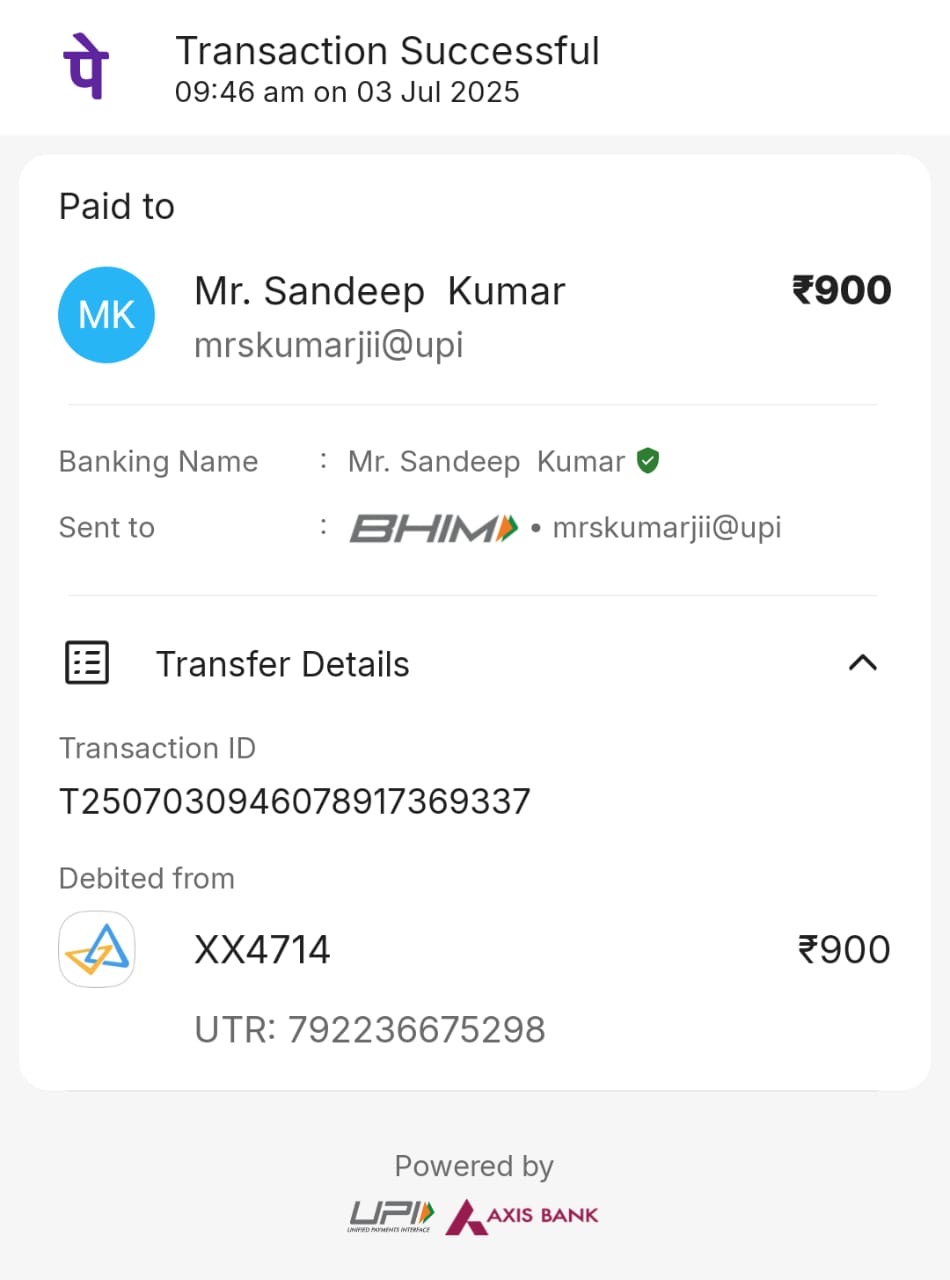 पे
Transaction Successful
09:46 am on 03 Jul 2025
Paid to
MK
Mr. Sandeep  Kumar
₹900
mrskumarjii@upi
Banking Name : Mr. Sandeep  Kumar
Sent to : BHIM • mrskumarjii@upi
Transfer Details
Transaction ID
T2507030946078917369337
Debited from
XX4714 ₹900
UTR: 792236675298
Powered by
UPI AXIS BANK
UNIFIED PAYMENTS INTERFACE